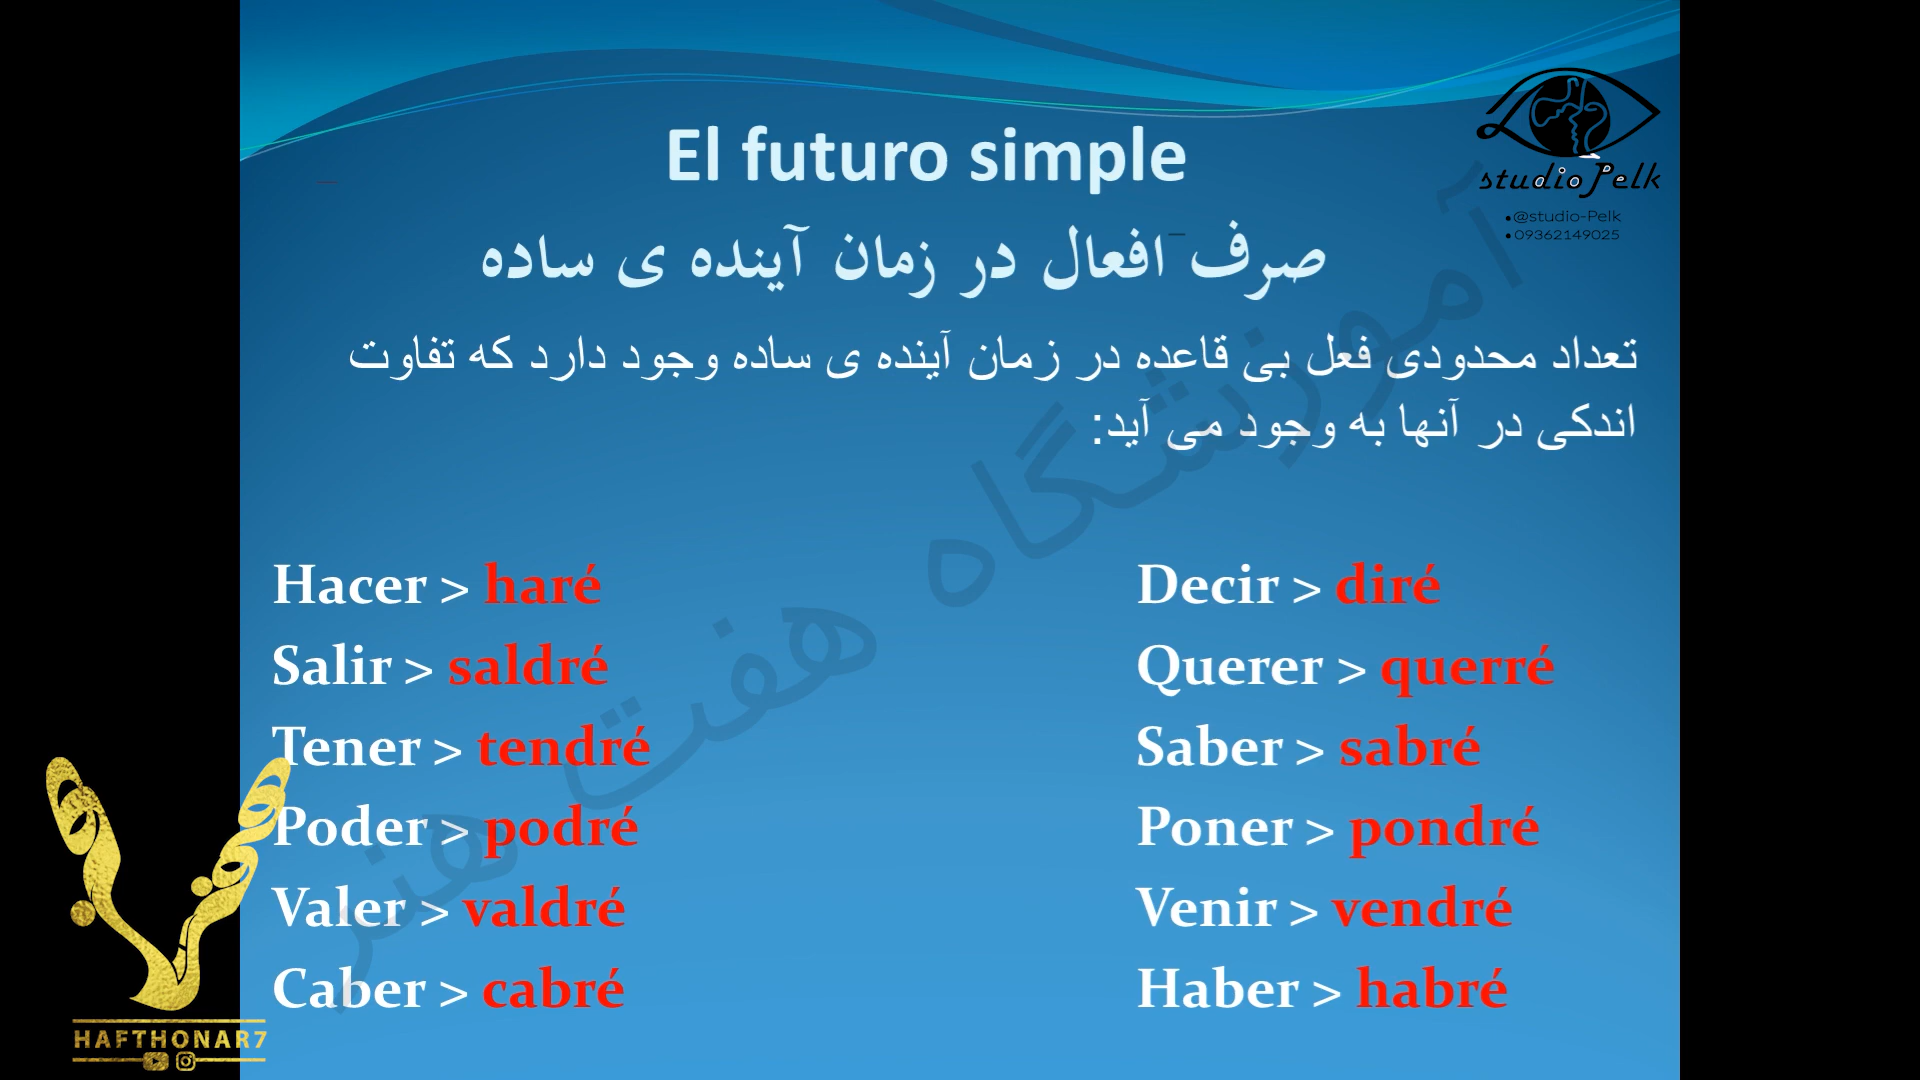 El futuro simple
صرف افعال در زمان آینده ی ساده
studio Pelk
@studio-Pelk
09362149025
تعداد محدودی فعل بی قاعده در زمان آینده ی ساده وجود دارد که تفاوت
اندکی در آنها به وجود می آید:
آموزشگاه هفت هنر
Hacer > haré
Salir > saldré
Tener > tendré
Poder > podré
Valer > valdré
Caber > cabré
Decir > diré
Querer > querré
Saber > sabré
Poner > pondré
Venir > vendré
Haber > habré
HAFTHONAR7